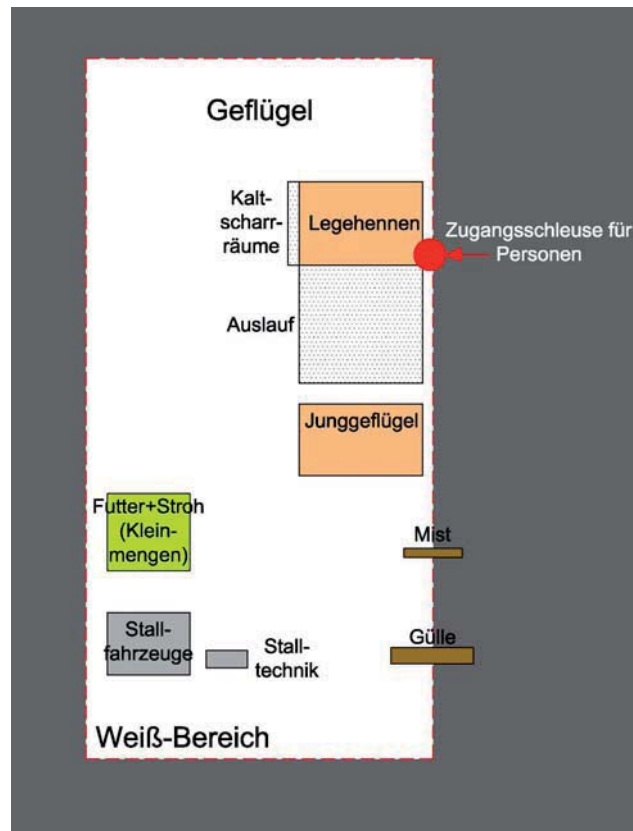 Geflügel
Kalt-
scharr-
räume
Legehennen
Zugangsschleuse für
Personen
Auslauf
Junggeflügel
Futter+Stroh
(Klein-
mengen)
Mist
Stall-
fahrzeuge
Stall-
technik
Gülle
Weiß-Bereich